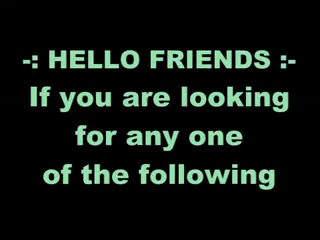 -: HELLO FRIENDS :-
If you are looking
for any one
of the following